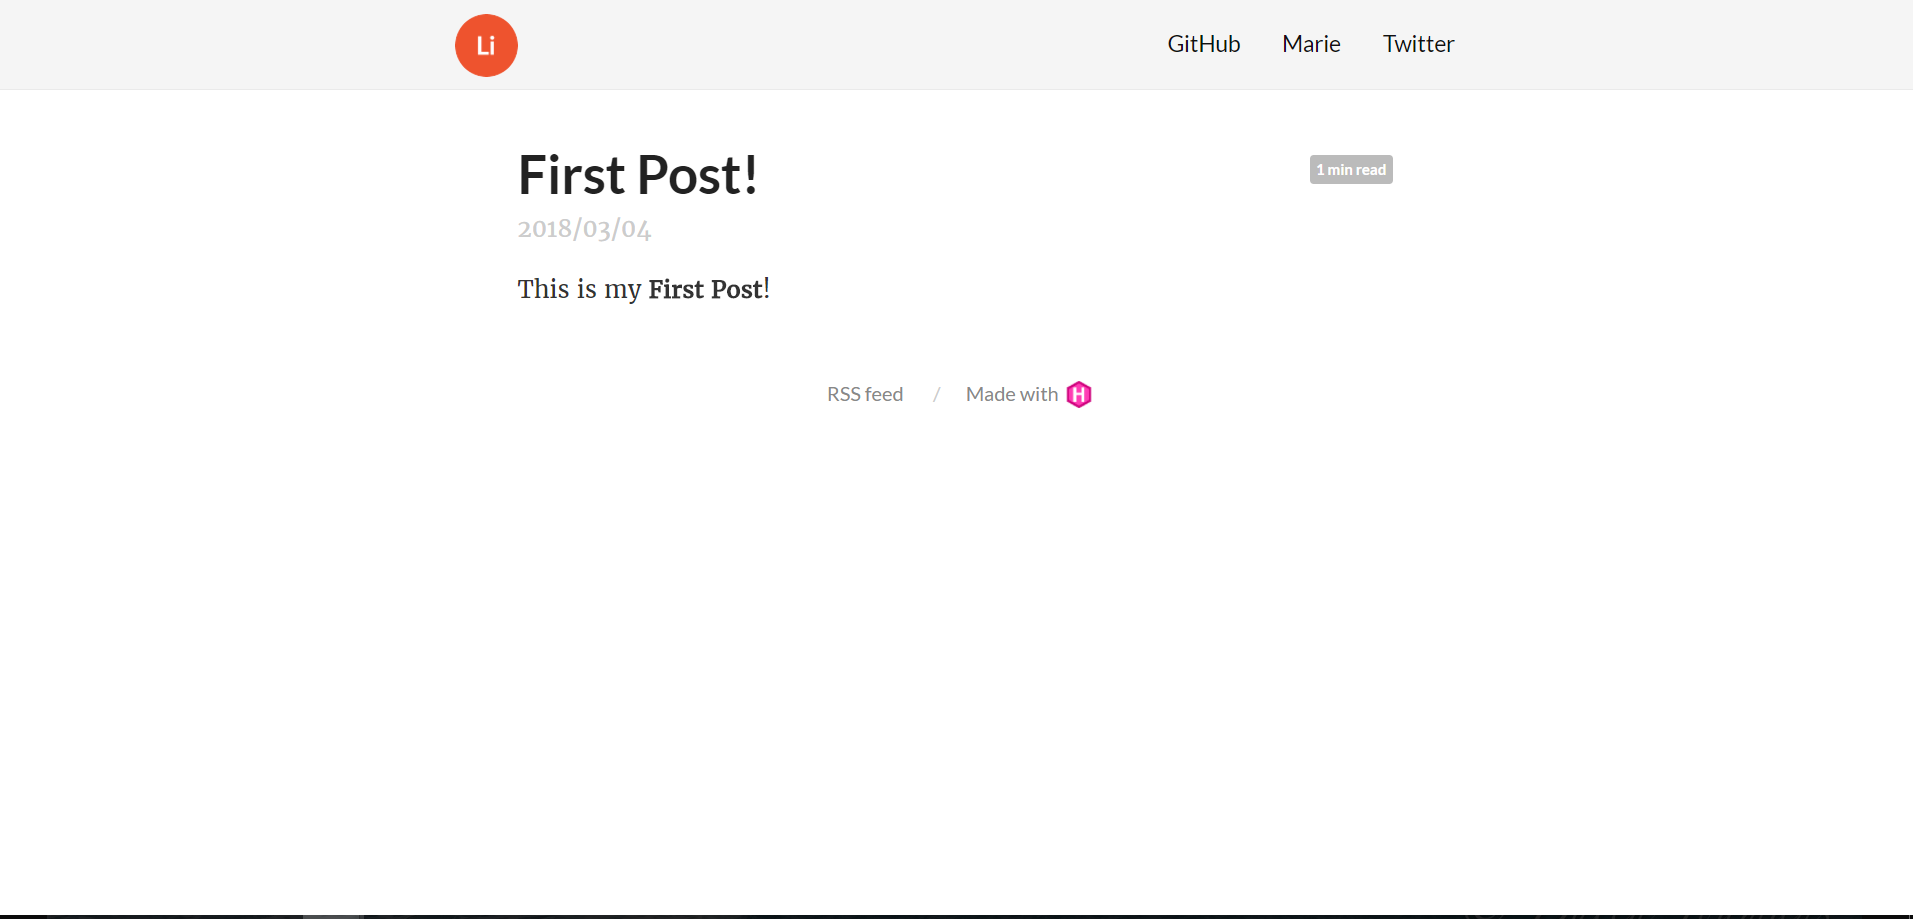 Li
GitHub Marie Twitter
First Post!
1 min read
2018/03/04
This is my First Post!
RSS feed / Made with H